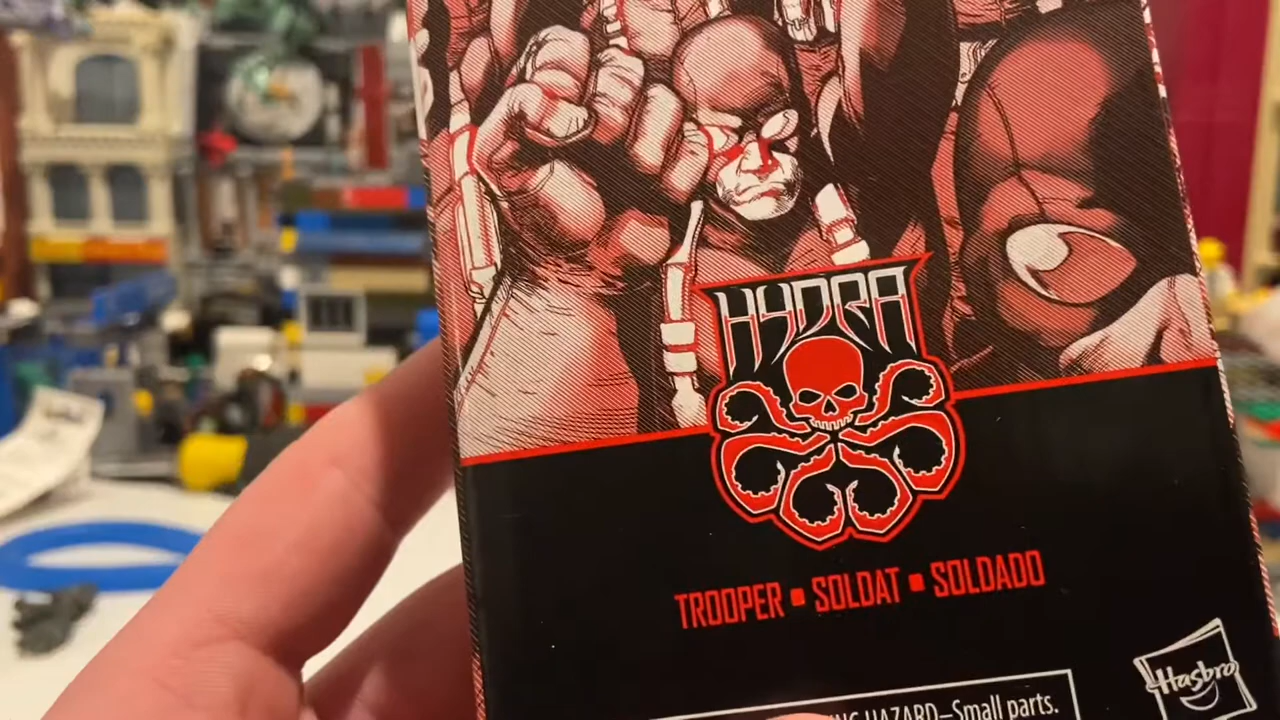 HYDRA
TROOPER ▪ SOLDAT ▪ SOLDADO
HAZARD–Small parts.
Hasbro